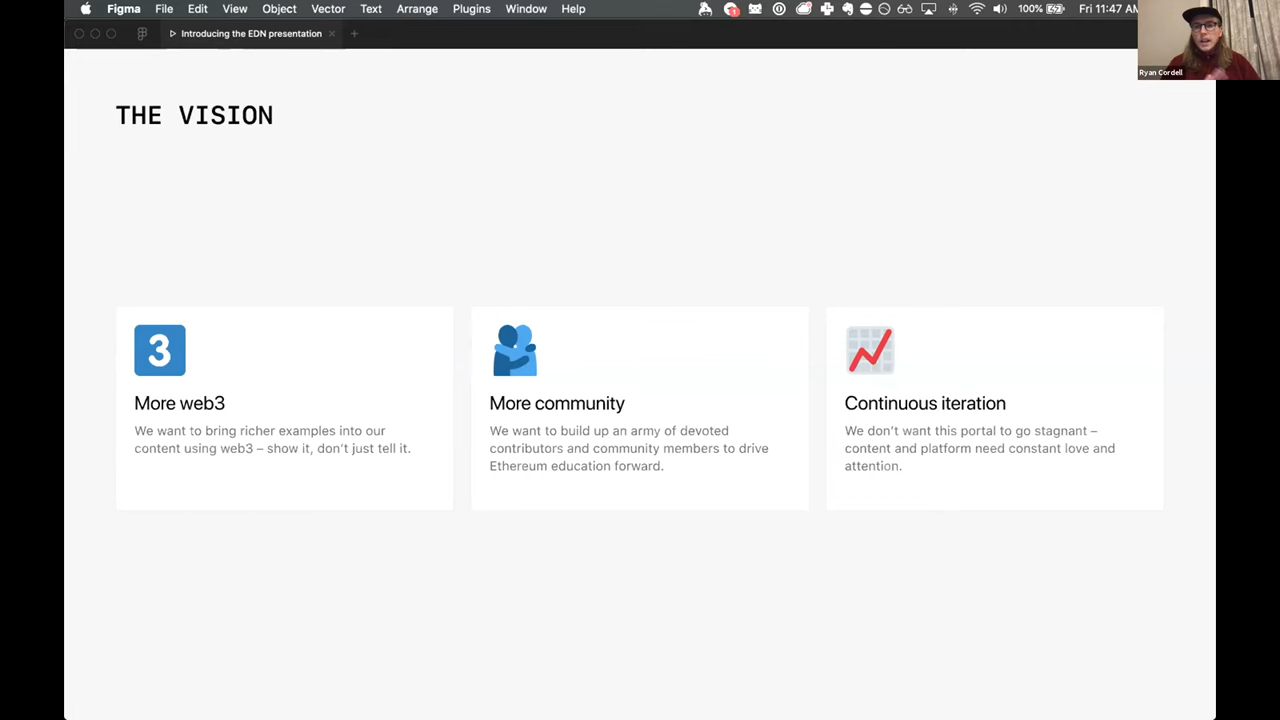 Figma File Edit View Object Vector Text Arrange Plugins Window Help 1 100% Fri 11:47 AM
Introducing the EDN presentation
Ryan Cordell
THE VISION
3
More web3
We want to bring richer examples into our
content using web3 – show it, don't just tell it.
More community
We want to build up an army of devoted
contributors and community members to drive
Ethereum education forward.
Continuous iteration
We don't want this portal to go stagnant –
content and platform need constant love and
attention.